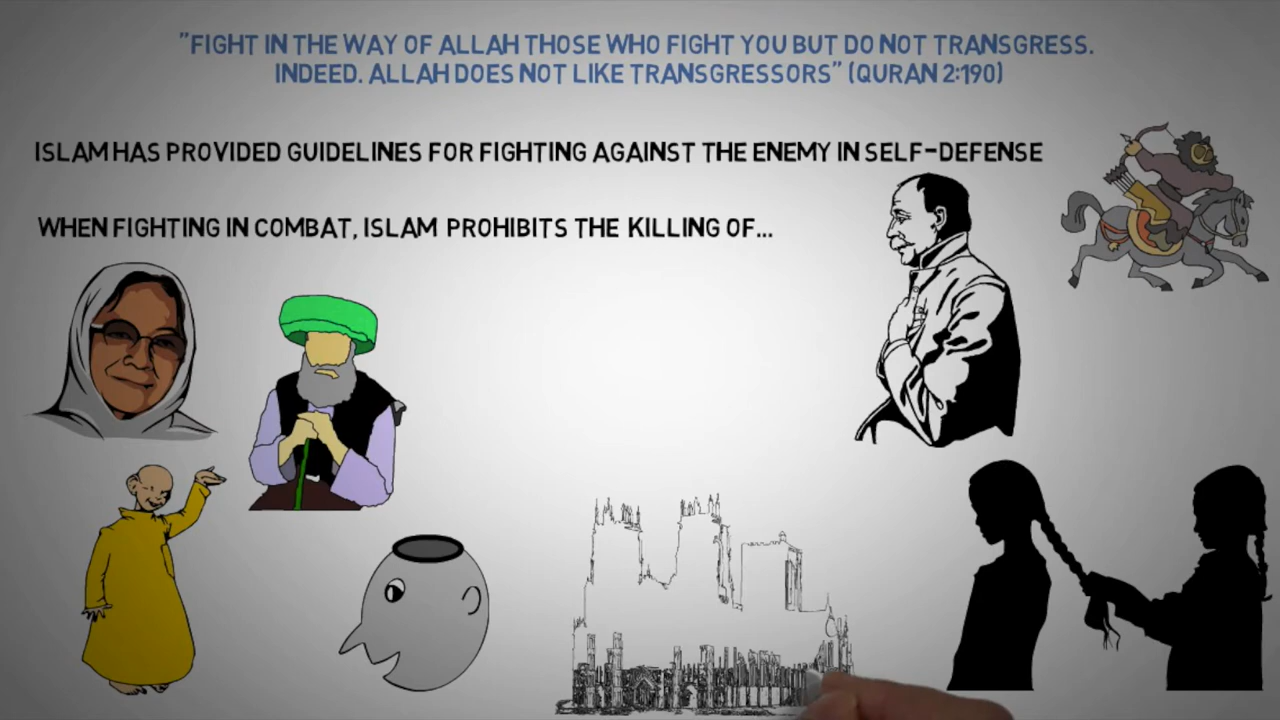 "FIGHT IN THE WAY OF ALLAH THOSE WHO FIGHT YOU BUT DO NOT TRANSGRESS.
INDEED. ALLAH DOES NOT LIKE TRANSGRESSORS" (QURAN 2:190)
ISLAM HAS PROVIDED GUIDELINES FOR FIGHTING AGAINST THE ENEMY IN SELF-DEFENSE
WHEN FIGHTING IN COMBAT, ISLAM PROHIBITS THE KILLING OF...